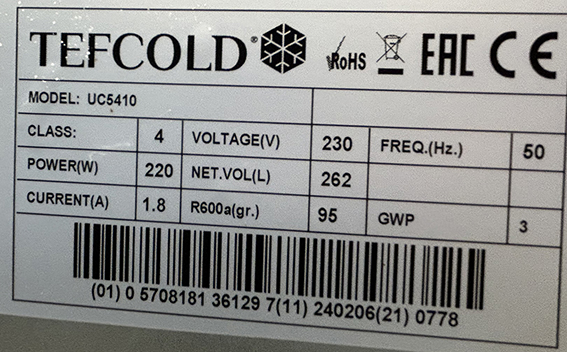 TEFCOLD® RoHS EAC CE
MODEL: UC5410
CLASS: 4 VOLTAGE(V) 230 FREQ.(Hz.) 50
POWER(W) 220 NET.VOL(L) 262
CURRENT(A) 1.8 R600a(gr.) 95 GWP 3
(01) 0 5708181 36129 7(11) 240206(21) 0778